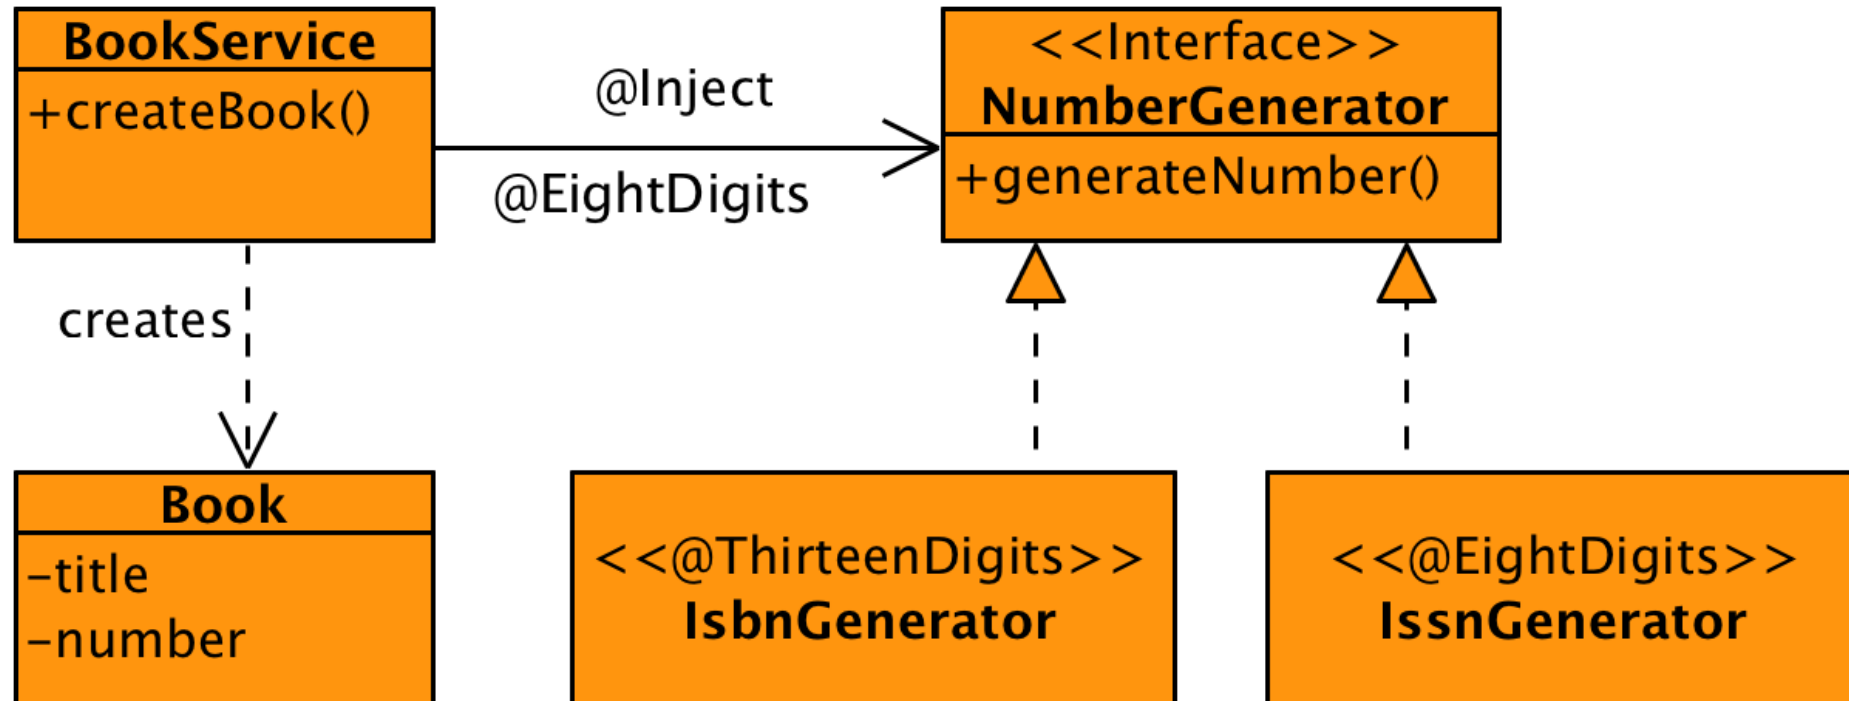 BookService
+createBook()
@Inject
@EightDigits
<<Interface>>
NumberGenerator
+generateNumber()
creates
Book
-title
-number
<<@ThirteenDigits>>
IsbnGenerator
<<@EightDigits>>
IssnGenerator